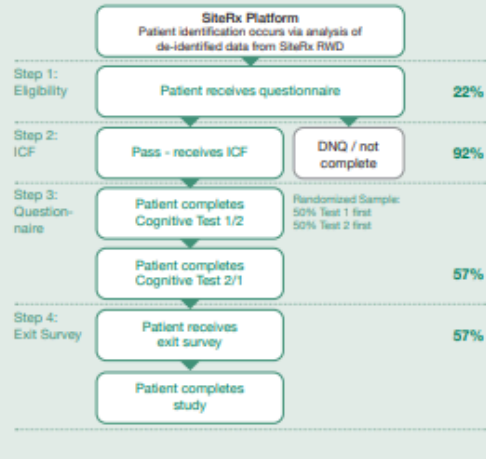 SiteRx Platform
Patient identification occurs via analysis of
de-identified data from SiteRx RWD
Step 1:
Eligibility
Patient receives questionnaire
22%
Step 2:
ICF
Pass - receives ICF
DNQ / not
complete
92%
Step 3:
Question-
naire
Patient completes
Cognitive Test 1/2
Randomized Sample:
50% Test 1 first
50% Test 2 first
Patient completes
Cognitive Test 2/1
57%
Step 4:
Exit Survey
Patient receives
exit survey
57%
Patient completes
study